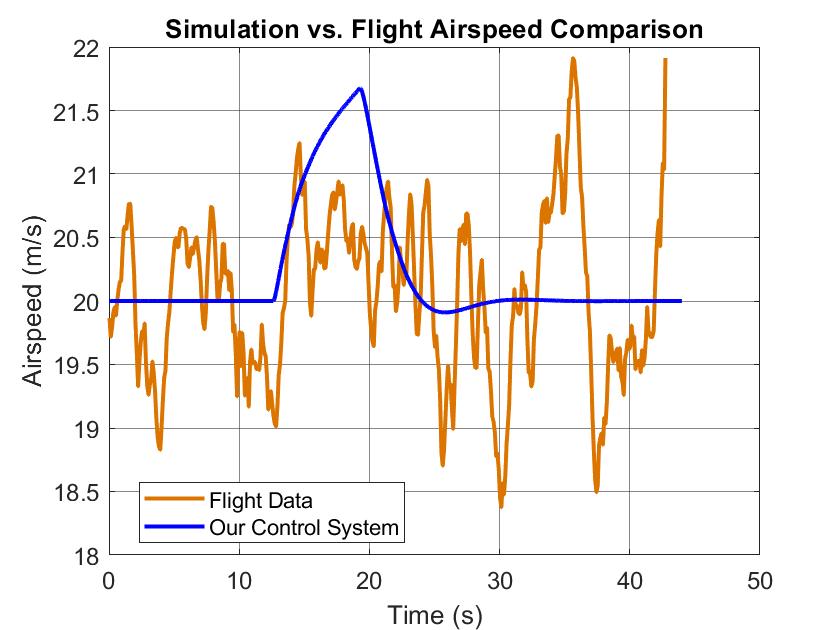 Simulation vs. Flight Airspeed Comparison
22
21.5
21
20.5
20
19.5
19
18.5
18
Airspeed (m/s)
Flight Data
Our Control System
0 10 20 30 40 50
Time (s)